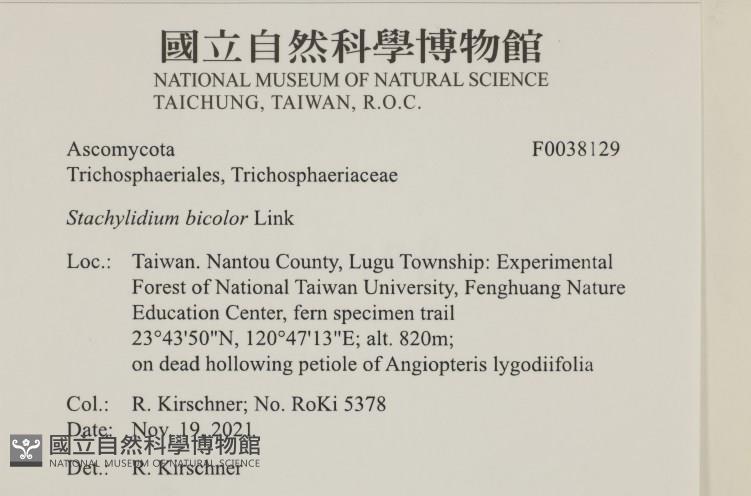 國立自然科學博物館
NATIONAL MUSEUM OF NATURAL SCIENCE
TAICHUNG, TAIWAN, R.O.C.
Ascomycota F0038129
Trichosphaeriales, Trichosphaeriaceae
Stachylidium bicolor Link
Loc.: Taiwan. Nantou County, Lugu Township: Experimental
Forest of National Taiwan University, Fenghuang Nature
Education Center, fern specimen trail
23°43'50"N, 120°47'13"E; alt. 820m;
on dead hollowing petiole of Angiopteris lygodiifolia
Col.: R. Kirschner; No. RoKi 5378
Date: Nov. 19, 2021
國立自然科學博物館
NATIONAL MUSEUM OF NATURAL SCIENCE
Det.: R. Kirschner